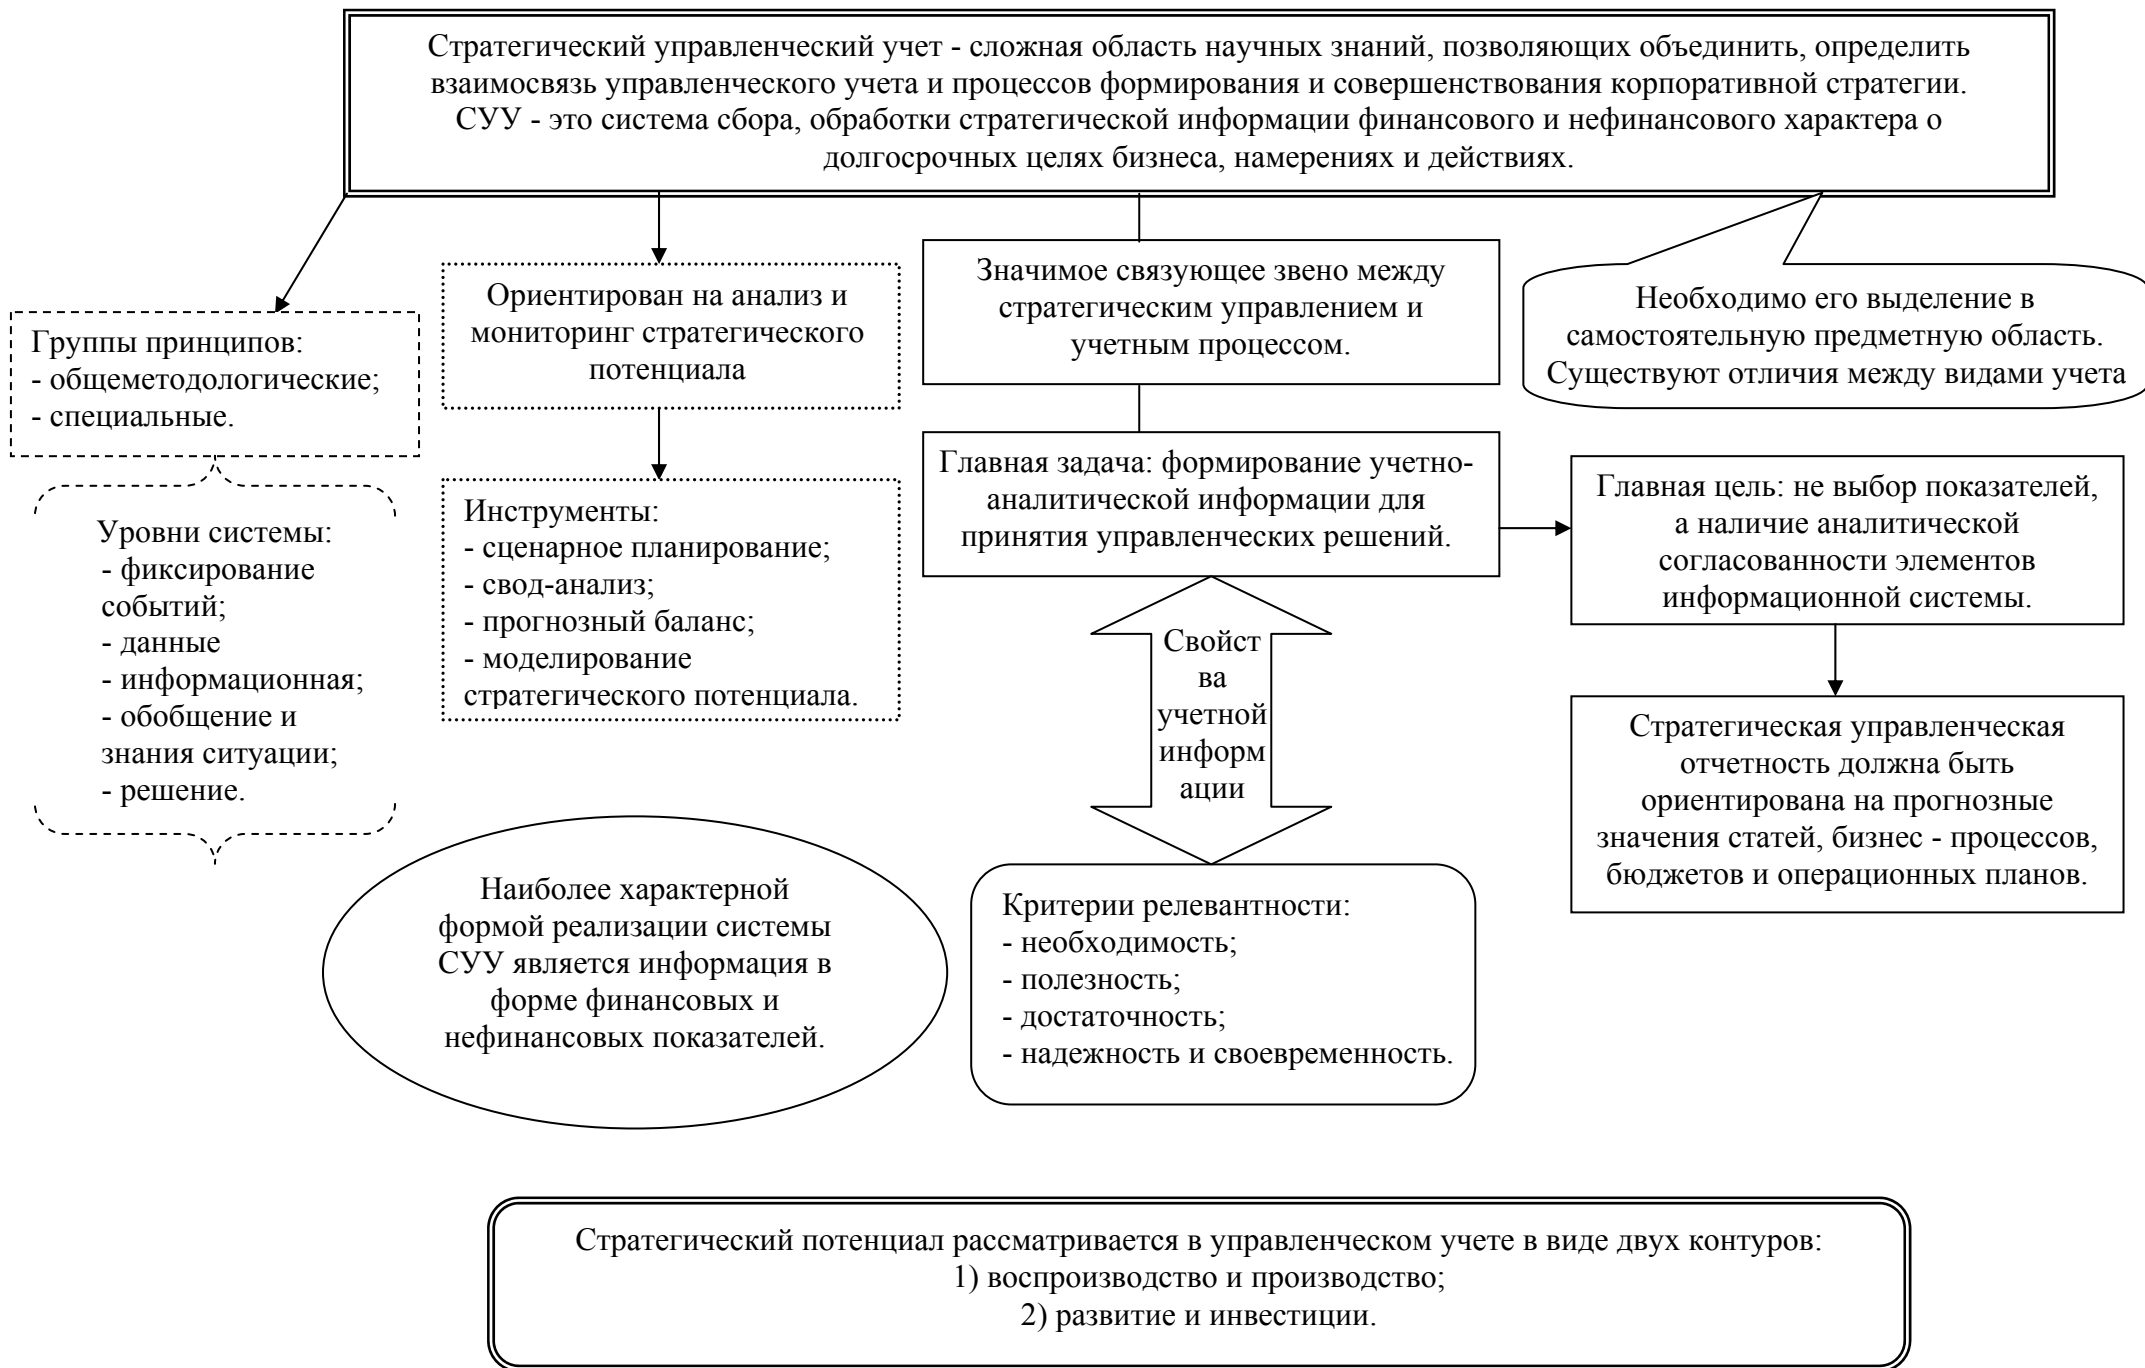 Стратегический управленческий учет - сложная область научных знаний, позволяющих объединить, определить
взаимосвязь управленческого учета и процессов формирования и совершенствования корпоративной стратегии.
СУУ - это система сбора, обработки стратегической информации финансового и нефинансового характера о
долгосрочных целях бизнеса, намерениях и действиях.
Группы принципов:
- общеметодологические;
- специальные.
Ориентирован на анализ и
мониторинг стратегического
потенциала
Значимое связующее звено между
стратегическим управлением и
учетным процессом.
Необходимо его выделение в
самостоятельную предметную область.
Существуют отличия между видами учета
Уровни системы:
- фиксирование
событий;
- данные
- информационная;
- обобщение и
знания ситуации;
- решение.
Инструменты:
- сценарное планирование;
- свод-анализ;
- прогнозный баланс;
- моделирование
стратегического потенциала.
Главная задача: формирование учетно-
аналитической информации для
принятия управленческих решений.
Главная цель: не выбор показателей,
а наличие аналитической
согласованности элементов
информационной системы.
Свойст
ва
учетной
информ
ации
Стратегическая управленческая
отчетность должна быть
ориентирована на прогнозные
значения статей, бизнес - процессов,
бюджетов и операционных планов.
Наиболее характерной
формой реализации системы
СУУ является информация в
форме финансовых и
нефинансовых показателей.
Критерии релевантности:
- необходимость;
- полезность;
- достаточность;
- надежность и своевременность.
Стратегический потенциал рассматривается в управленческом учете в виде двух контуров:
1) воспроизводство и производство;
2) развитие и инвестиции.